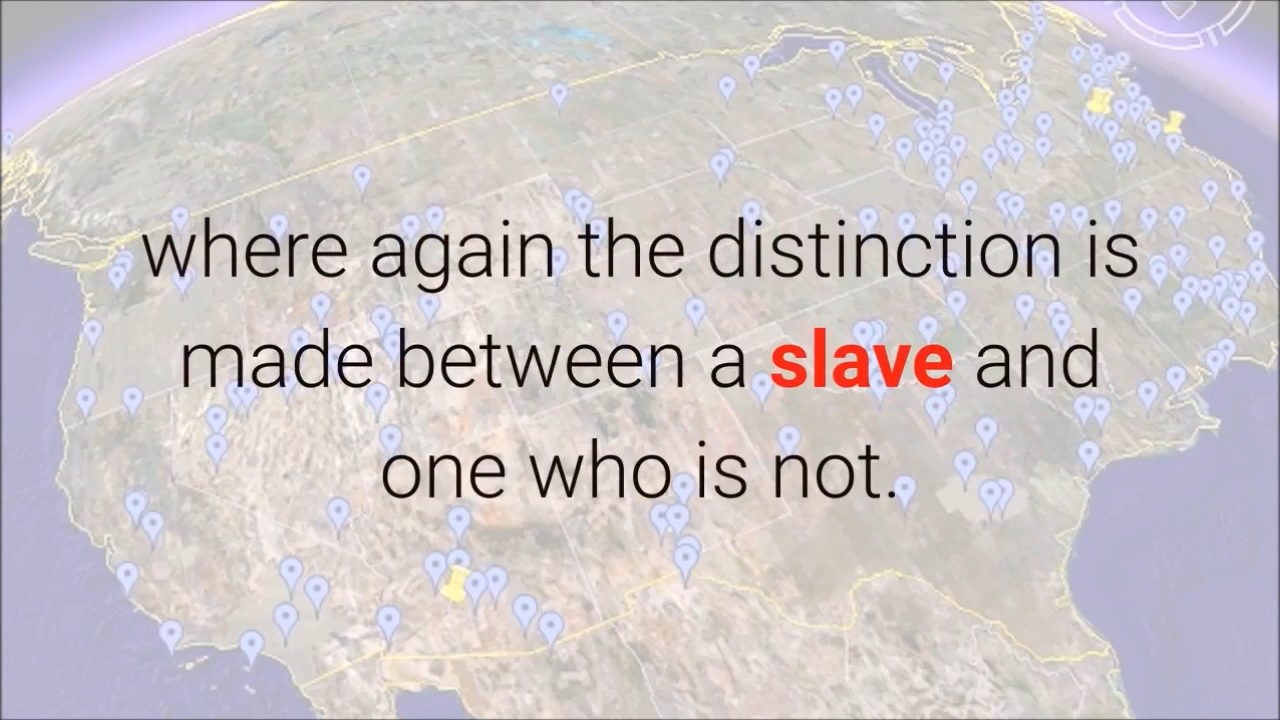 where again the distinction is
made between a slave and
one who is not.